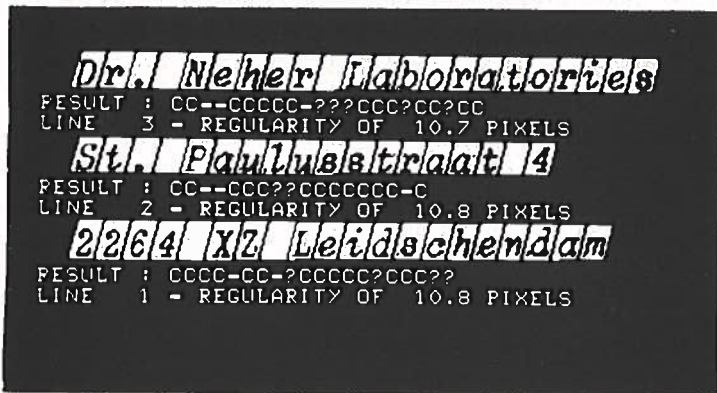 Dr. Neher Laboratories
RESULT : CC--CCCCC-???CCC?CC?CC
LINE 3 - REGULARITY OF 10.7 PIXELS
St. Paulusstraat 4
RESULT : CC--CCC??CCCCCCC-C
LINE 2 - REGULARITY OF 10.8 PIXELS
2264 XZ Leidschendam
RESULT : CCCC-CC-?CCCCC?CCC??
LINE 1 - REGULARITY OF 10.8 PIXELS